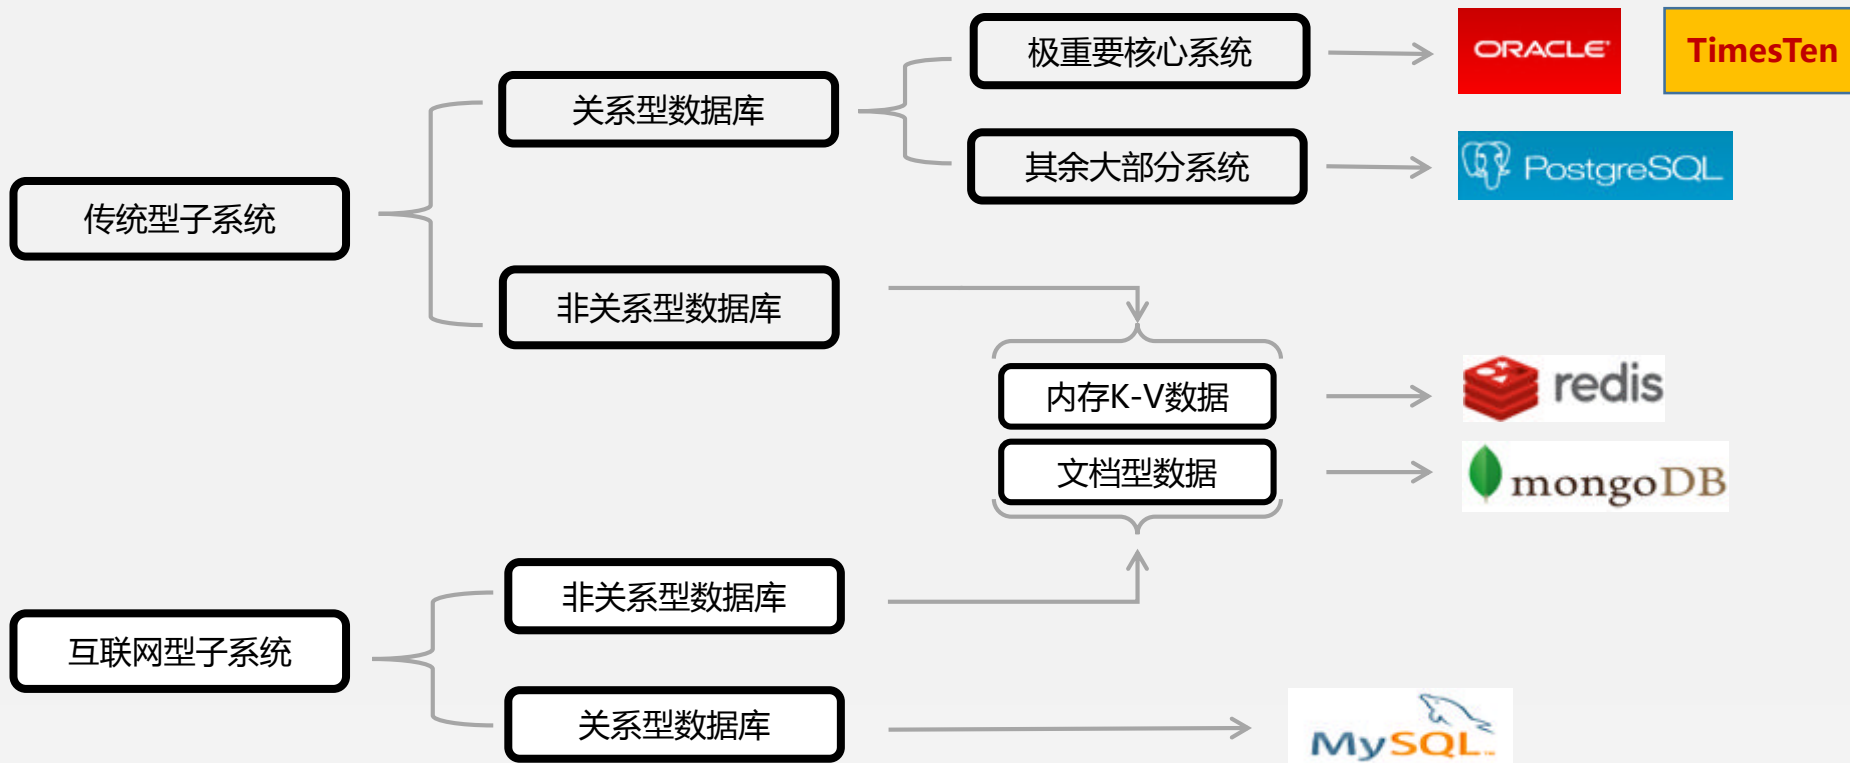 极重要核心系统
ORACLE
TimesTen
关系型数据库
其余大部分系统
PostgreSQL
传统型子系统
非关系型数据库
内存K-V数据
redis
文档型数据
mongoDB
非关系型数据库
互联网型子系统
关系型数据库
MySQL